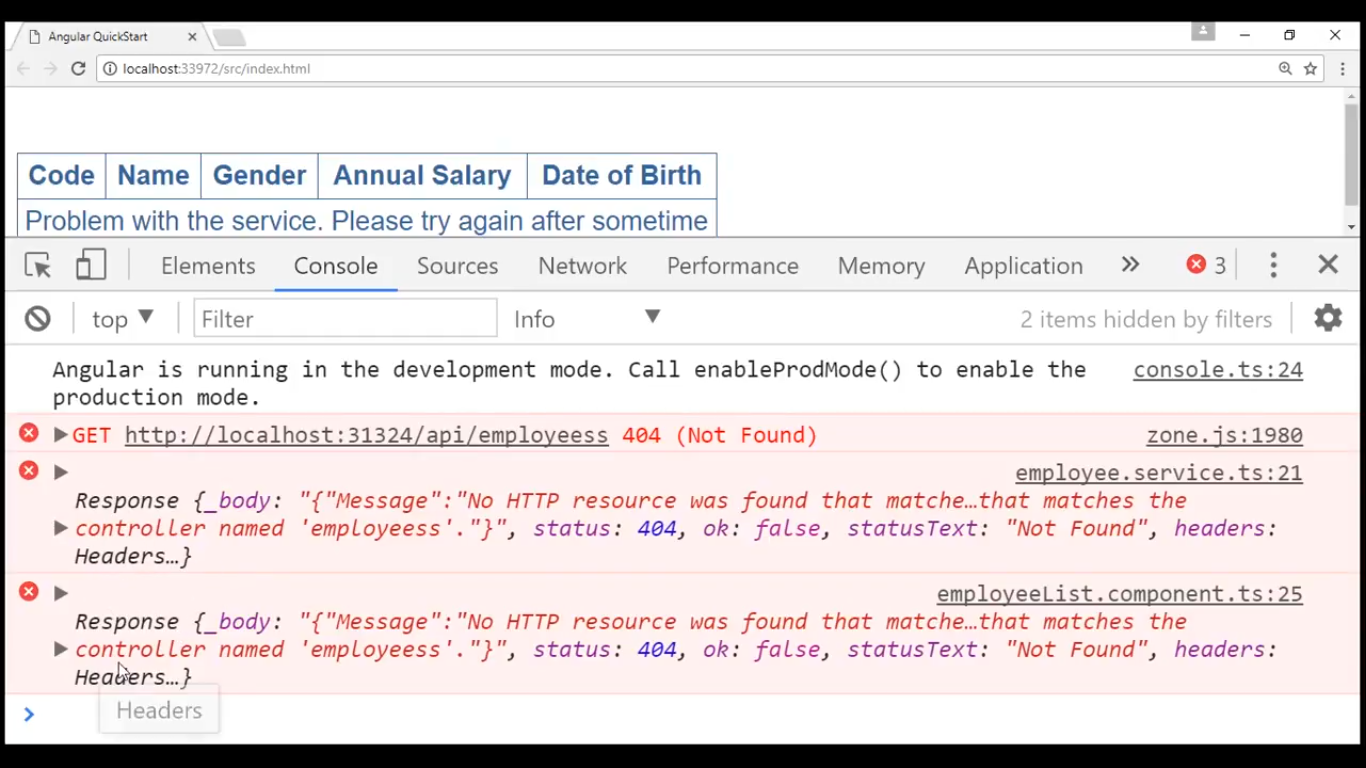 Angular QuickStart
localhost:33972/src/index.html
Code Name Gender Annual Salary Date of Birth
Problem with the service. Please try again after sometime
Elements Console Sources Network Performance Memory Application » 3
top Filter Info 2 items hidden by filters
Angular is running in the development mode. Call enableProdMode() to enable the console.ts:24
production mode.
GET http://localhost:31324/api/employeess 404 (Not Found) zone.js:1980
employee.service.ts:21
Response {_body: "{"Message":"No HTTP resource was found that matche…that matches the
controller named 'employeess'."}", status: 404, ok: false, statusText: "Not Found", headers:
Headers…}
employeeList.component.ts:25
Response {_body: "{"Message":"No HTTP resource was found that matche…that matches the
controller named 'employeess'."}", status: 404, ok: false, statusText: "Not Found", headers:
Headers…}
Headers